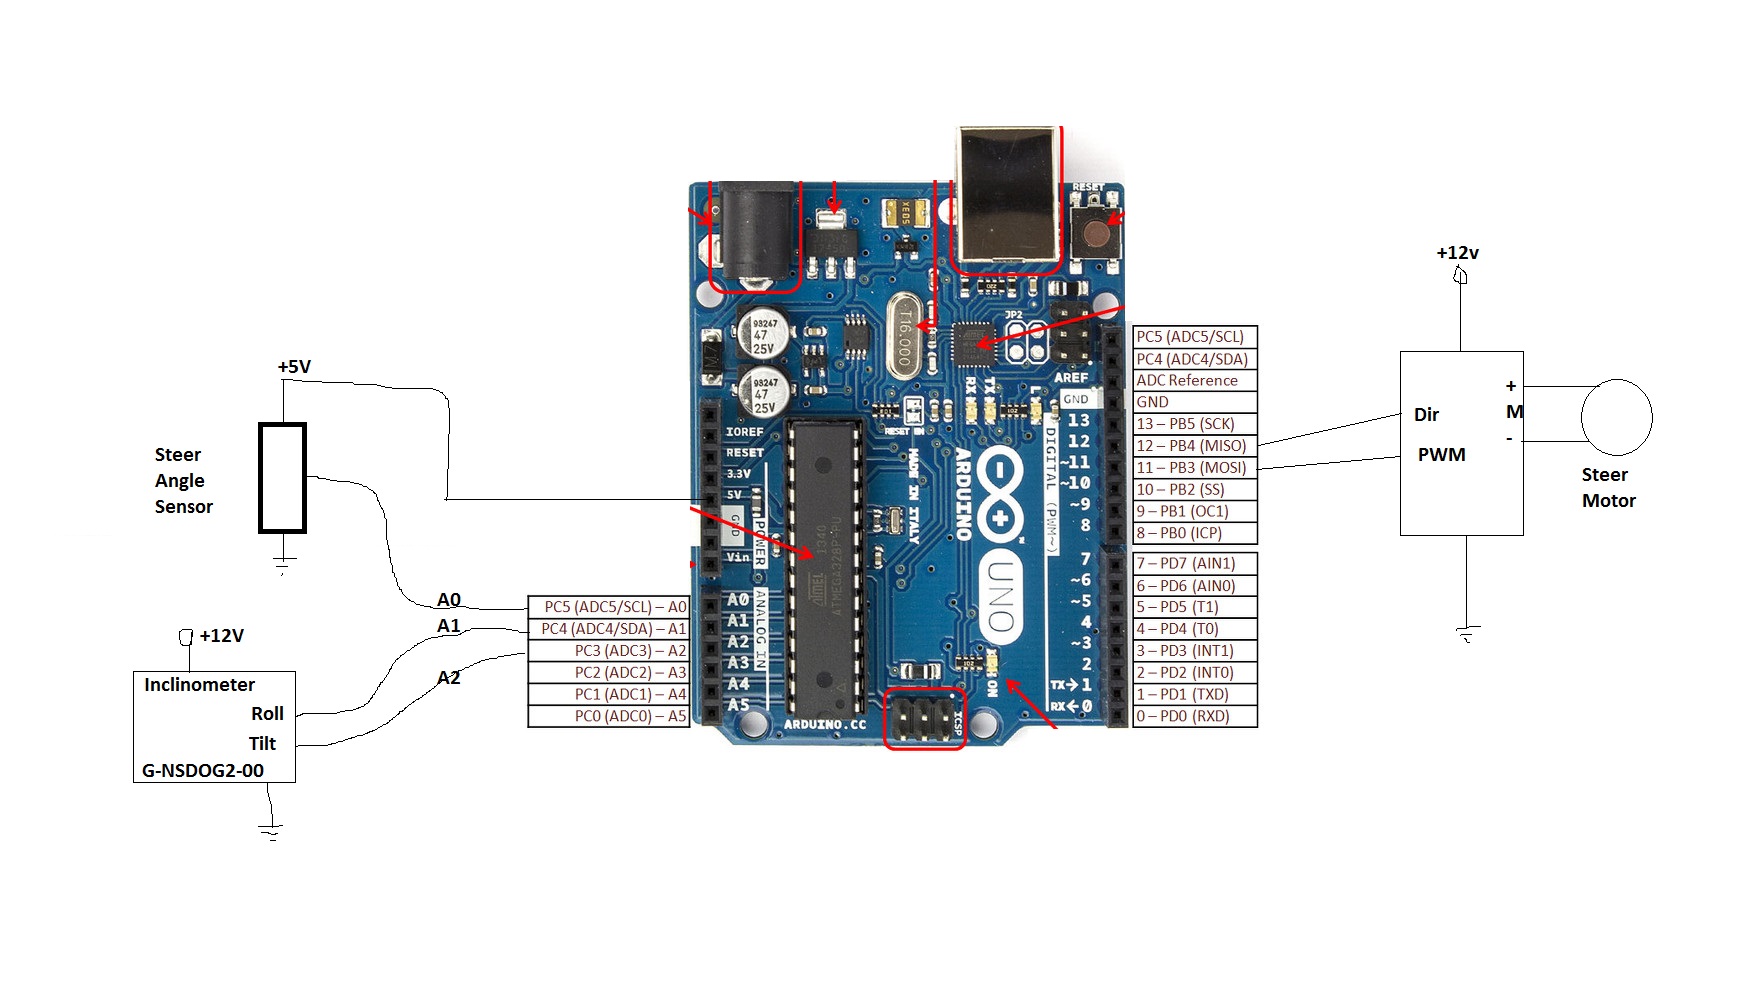 +5V
Steer
Angle
Sensor
A0
A1
A2
+12V
Inclinometer
Roll
Tilt
G-NSDOG2-00
PC5 (ADC5/SCL) – A0
PC4 (ADC4/SDA) – A1
PC3 (ADC3) – A2
PC2 (ADC2) – A3
PC1 (ADC1) – A4
PC0 (ADC0) – A5
RESET
93247
47
25V
93247
47
25V
T16.000
JP2
RX
TX
L
AREF
GND
13
12
~11
~10
~9
8
7
~6
~5
4
~3
2
TX→1
RX←0
DIGITAL (PWM~)
IOREF
RESET
3.3V
5V
GND
Vin
POWER
A0
A1
A2
A3
A4
A5
ANALOG IN
RESET EN
MADE IN ITALY
ARDUINO
UNO
ATMEL
ATMEGA328P-PU
ON
ICSP
ARDUINO.CC
PC5 (ADC5/SCL)
PC4 (ADC4/SDA)
ADC Reference
GND
13 – PB5 (SCK)
12 – PB4 (MISO)
11 – PB3 (MOSI)
10 – PB2 (SS)
9 – PB1 (OC1)
8 – PB0 (ICP)
7 – PD7 (AIN1)
6 – PD6 (AIN0)
5 – PD5 (T1)
4 – PD4 (T0)
3 – PD3 (INT1)
2 – PD2 (INT0)
1 – PD1 (TXD)
0 – PD0 (RXD)
+12v
Dir
PWM
+
M
-
Steer
Motor